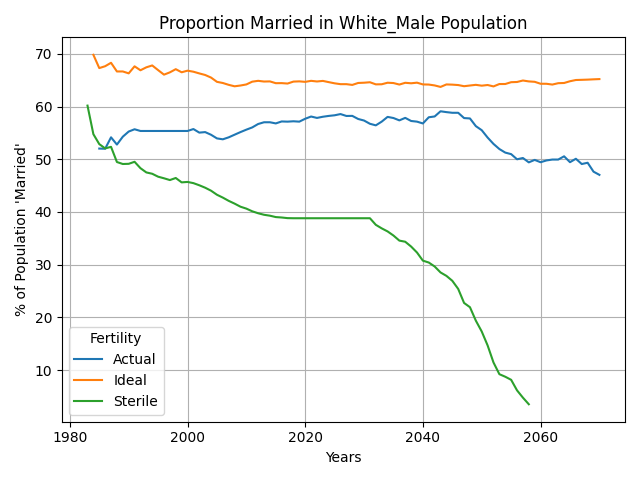 Proportion Married in White_Male Population
% of Population 'Married'
70
60
50
40
30
20
10
Fertility
Actual
Ideal
Sterile
1980 2000 2020 2040 2060
Years